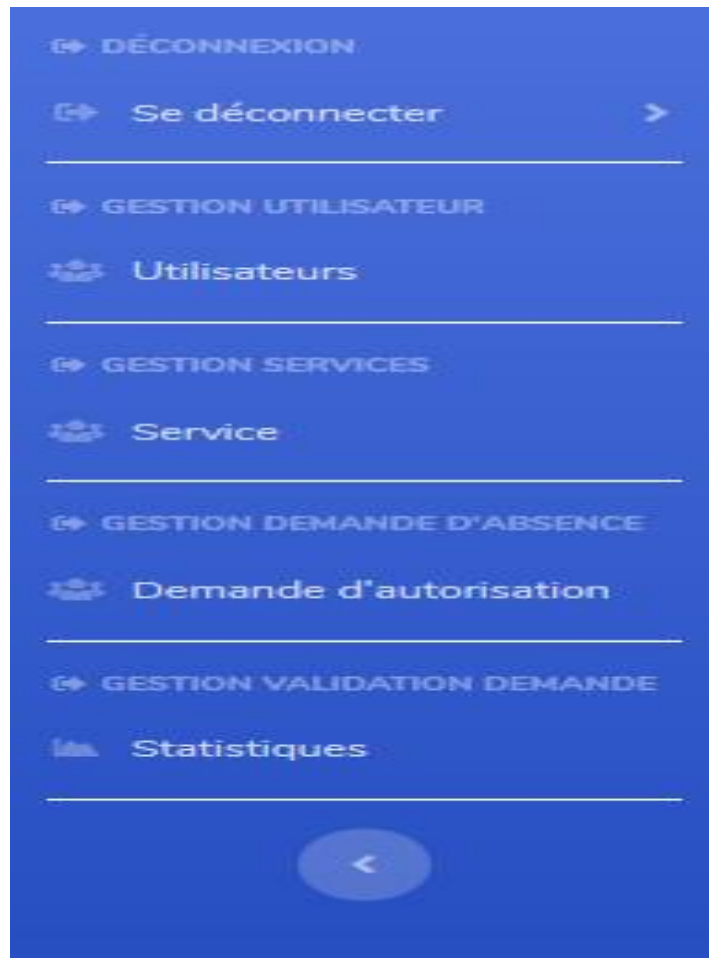 DÉCONNEXION
Se déconnecter
GESTION UTILISATEUR
Utilisateurs
GESTION SERVICES
Service
GESTION DEMANDE D'ABSENCE
Demande d'autorisation
GESTION VALIDATION DEMANDE
Statistiques